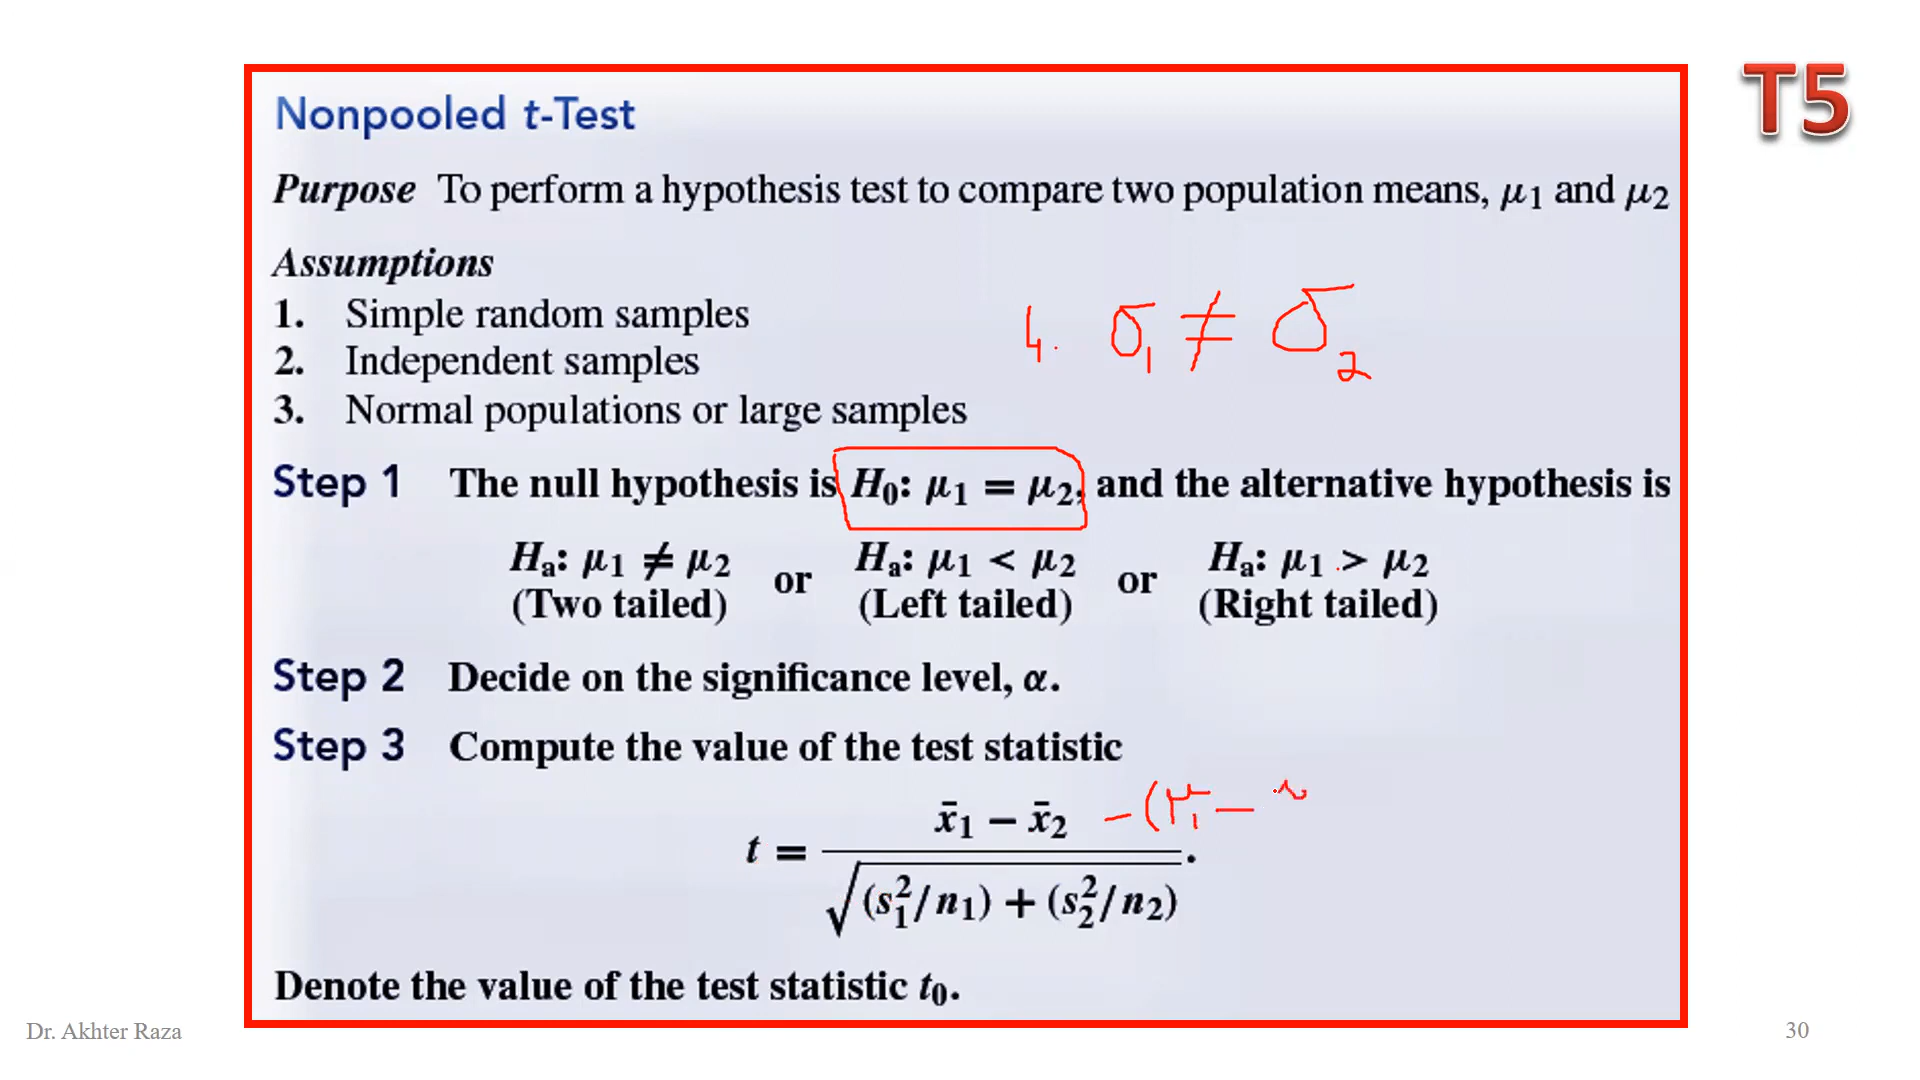 T5
Nonpooled t-Test
Purpose To perform a hypothesis test to compare two population means, μ1 and μ2
Assumptions
1. Simple random samples
2. Independent samples
3. Normal populations or large samples
4. σ1 ≠ σ2
Step 1 The null hypothesis is H0: μ1 = μ2, and the alternative hypothesis is
Ha: μ1 ≠ μ2 or Ha: μ1 < μ2 or Ha: μ1 > μ2
(Two tailed) (Left tailed) (Right tailed)
Step 2 Decide on the significance level, α.
Step 3 Compute the value of the test statistic
t = (x̄1 − x̄2) / √((s1²/n1) + (s2²/n2)).
−(μ1 −
Denote the value of the test statistic t0.
Dr. Akhter Raza
30